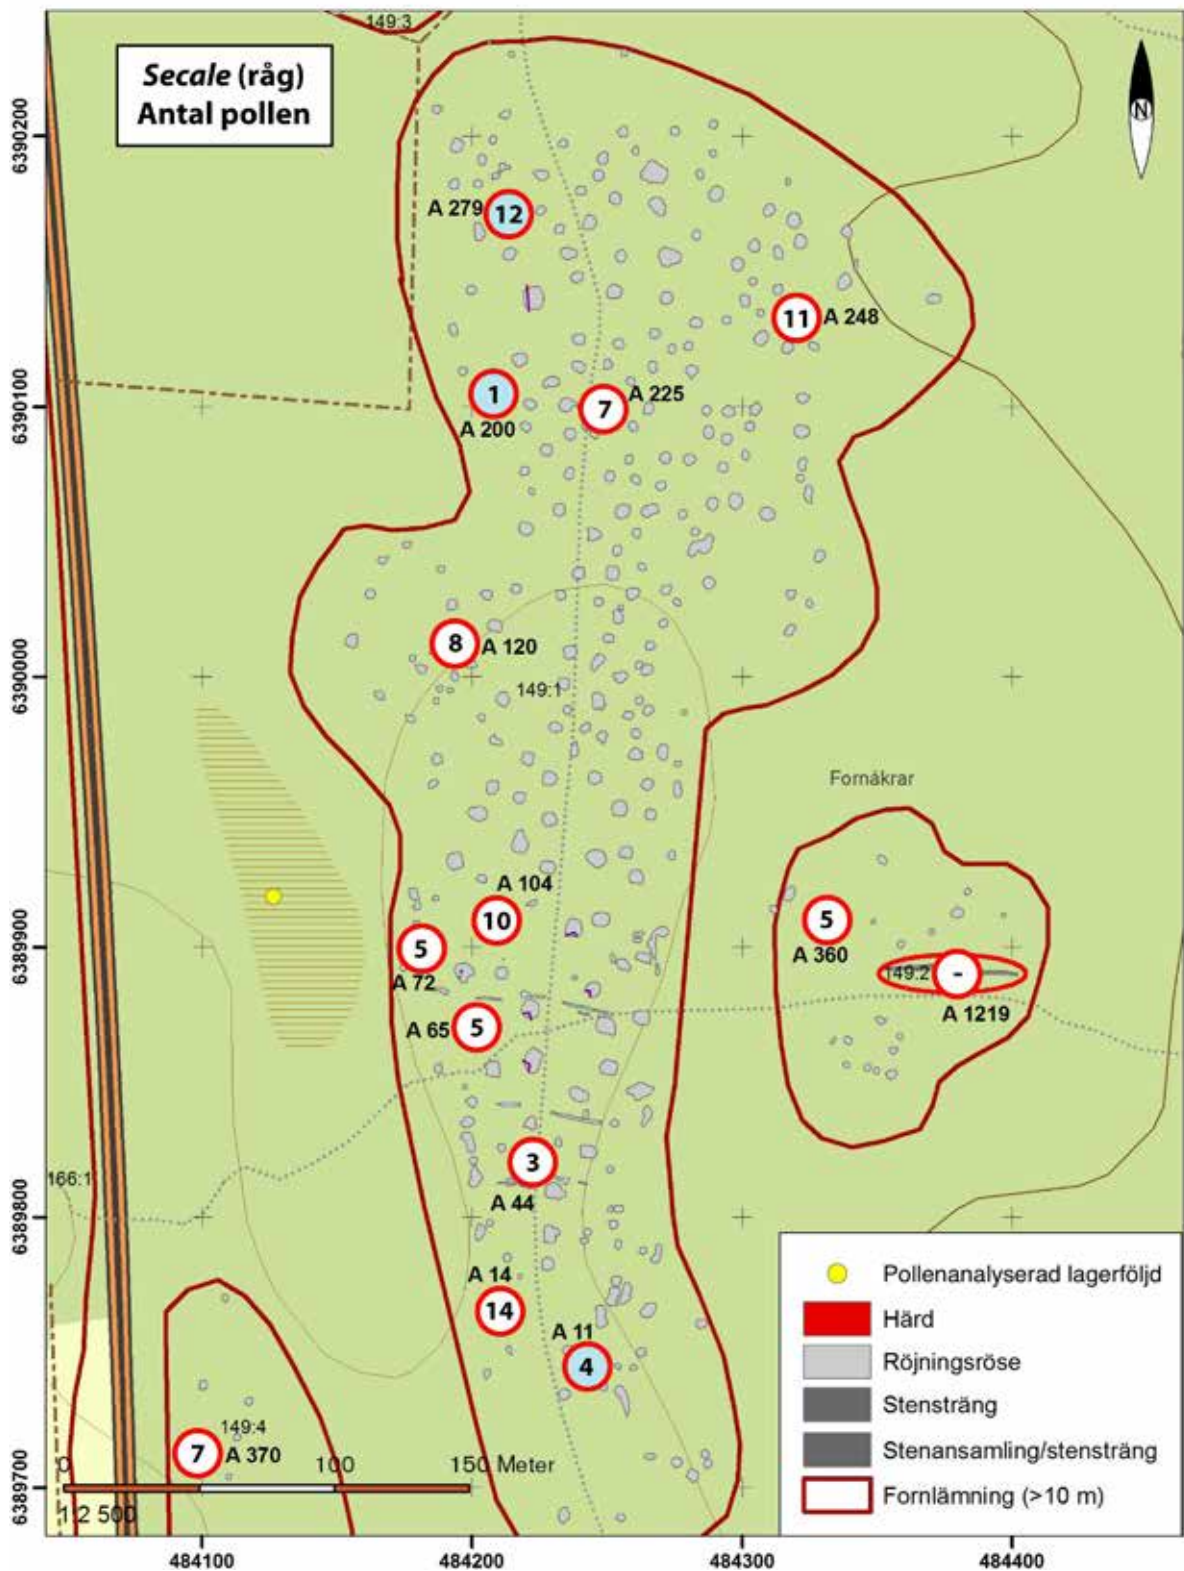 149:3
Secale (råg)
Antal pollen
N
6390200
A 279
12
11
A 248
6390100
1
A 200
7
A 225
8
A 120
6390000
149:1
Fornåkrar
A 104
10
5
A 360
6389900
5
A 72
149:2
-
A 1219
A 65
5
3
A 44
166:1
6389800
A 14
14
A 11
4
149:4
7
A 370
0
100
150 Meter
1:2 500
6389700
Pollenanalyserad lagerföljd
Härd
Röjningsröse
Stensträng
Stenansamling/stensträng
Fornlämning (>10 m)
484100
484200
484300
484400